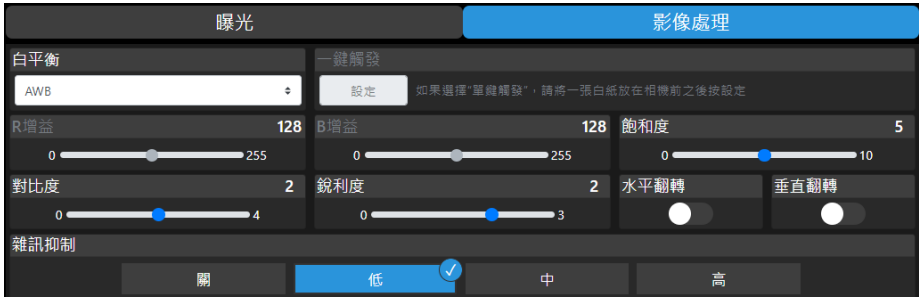 曝光 影像處理
白平衡 一鍵觸發
AWB 設定 如果選擇"單鍵觸發"，請將一張白紙放在相機前之後按設定
R增益 128 B增益 128 飽和度 5
0 255 0 255 0 10
對比度 2 銳利度 2 水平翻轉 垂直翻轉
0 4 0 3
雜訊抑制
關 低 中 高